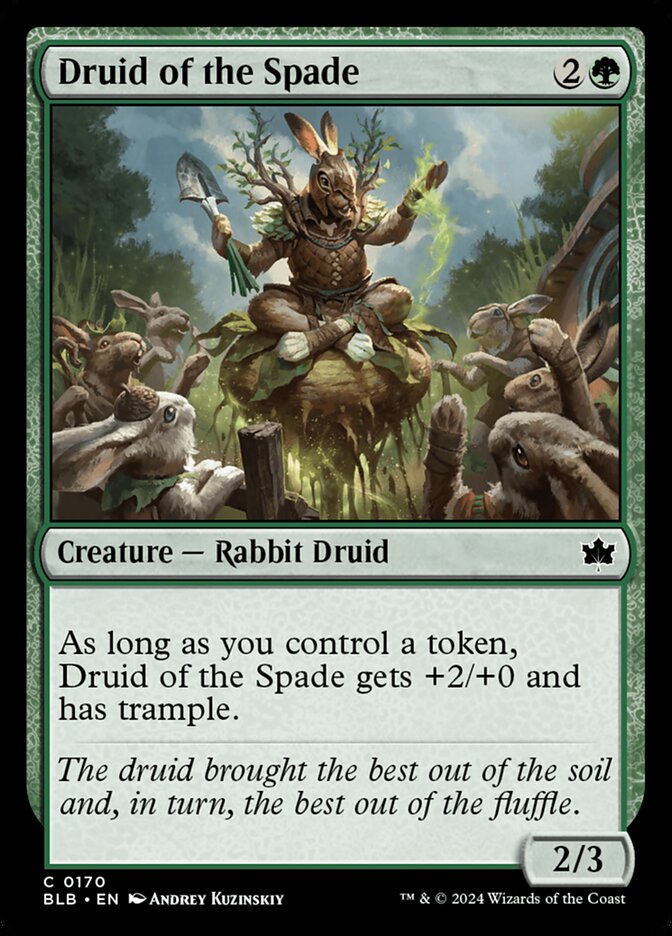 Druid of the Spade 2
Creature — Rabbit Druid
As long as you control a token,
Druid of the Spade gets +2/+0 and
has trample.
The druid brought the best out of the soil
and, in turn, the best out of the fluffle.
2/3
C 0170
BLB • EN Andrey Kuzinskiy
™ & © 2024 Wizards of the Coast